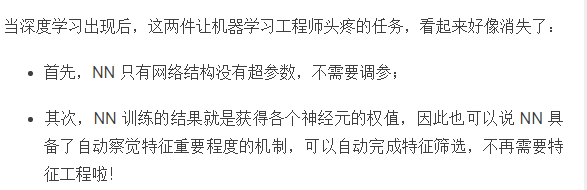 当深度学习出现后，这两件让机器学习工程师头疼的任务，看起来好像消失了：
• 首先，NN 只有网络结构没有超参数，不需要调参；
• 其次，NN 训练的结果就是获得各个神经元的权值，因此也可以说 NN 具
备了自动察觉特征重要程度的机制，可以自动完成特征筛选，不再需要特
征工程啦！